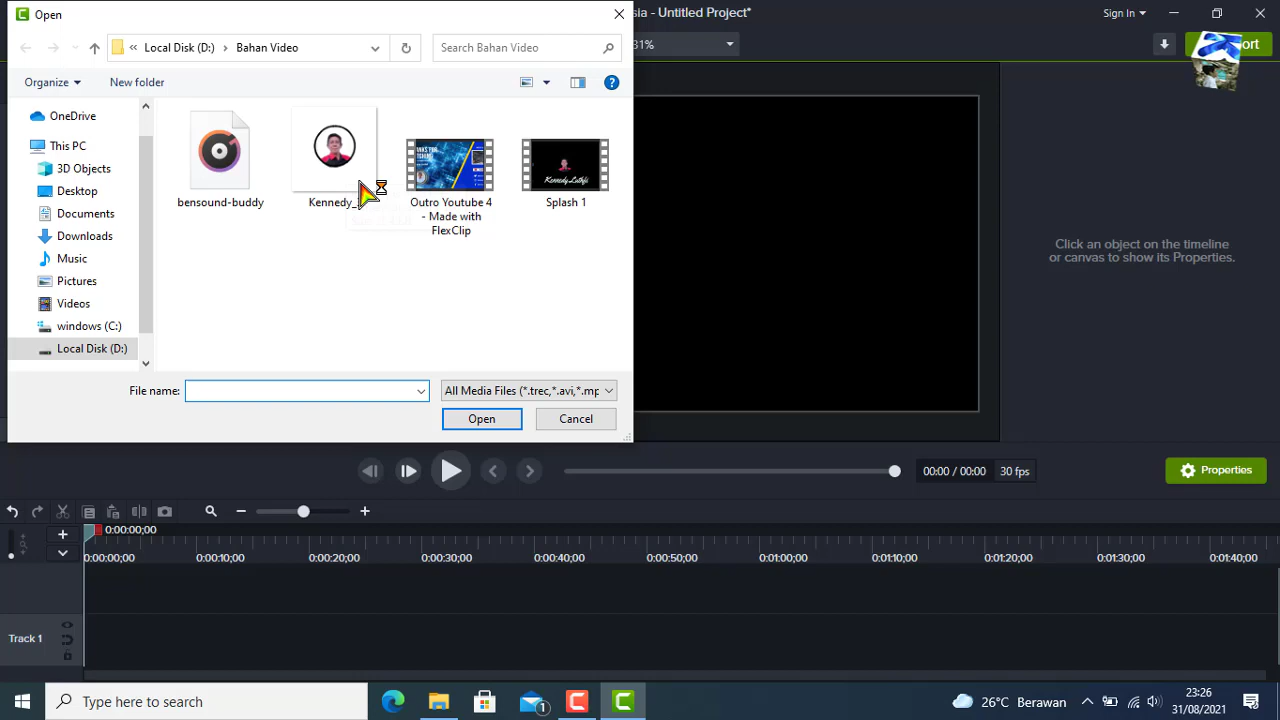 Open
sia - Untitled Project*
Sign In
Local Disk (D:)
Bahan Video
Search Bahan Video
31%
Organize
New folder
OneDrive
This PC
3D Objects
Desktop
Documents
Downloads
Music
Pictures
Videos
windows (C:)
Local Disk (D:)
bensound-buddy
Kennedy
Outro Youtube 4
- Made with
FlexClip
Splash 1
Kennedy Luthfi
Click an object on the timeline
or canvas to show its Properties.
File name:
All Media Files (*.trec,*.avi,*.mp
Open
Cancel
00:00 / 00:00
30 fps
Properties
0:00:00;00
0:00:00;00
0:00:10;00
0:00:20;00
0:00:30;00
0:00:40;00
0:00:50;00
0:01:00;00
0:01:10;00
0:01:20;00
0:01:30;00
0:01:40;00
Track 1
Type here to search
1
26°C Berawan
23:26
31/08/2021